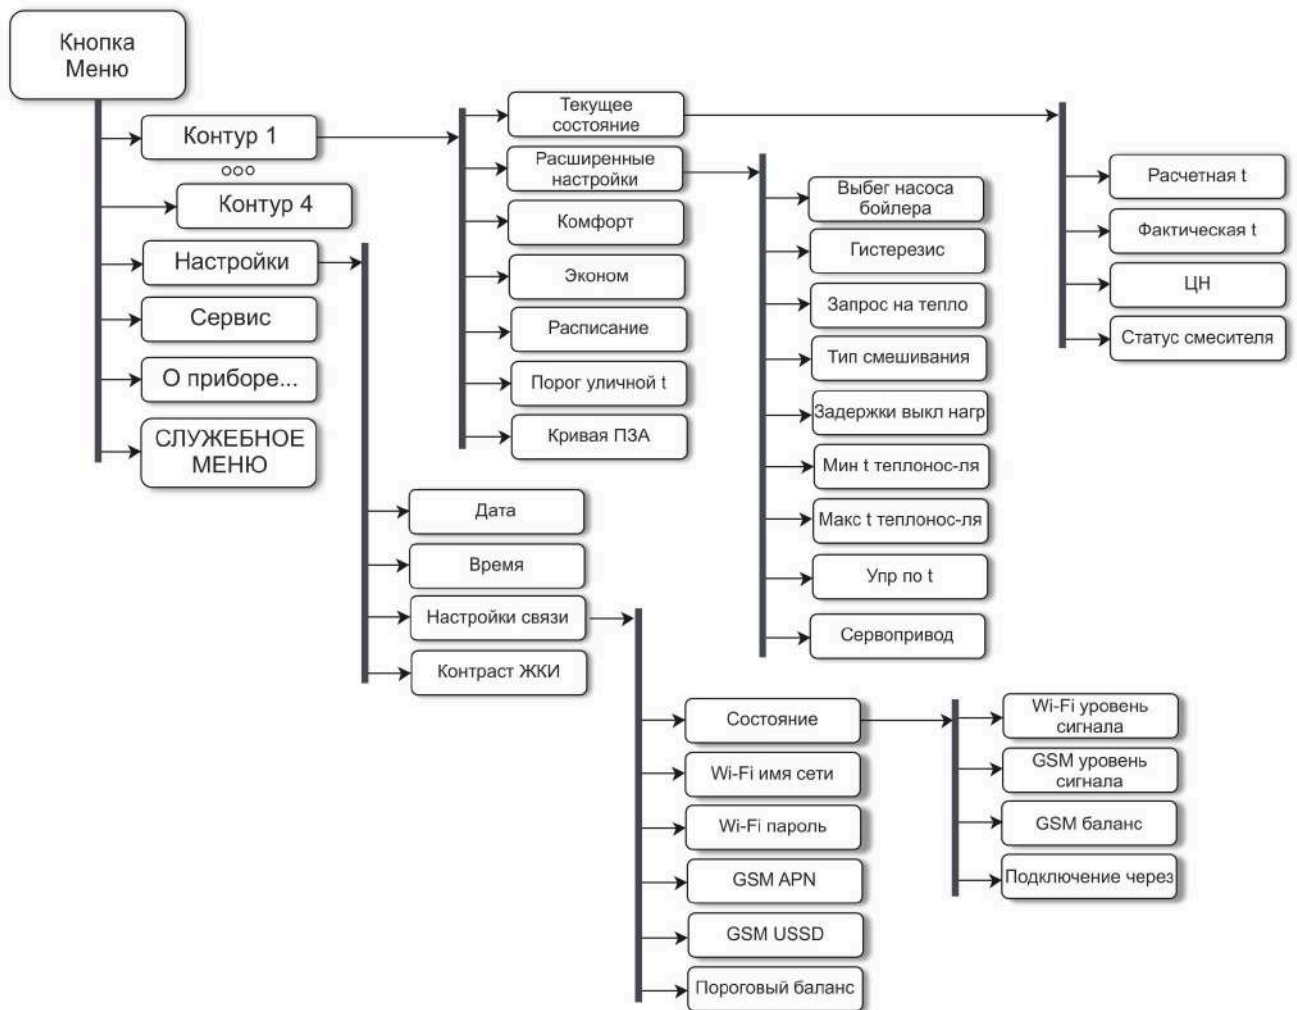 Кнопка
Меню
Контур 1
Контур 4
Настройки
Сервис
О приборе...
СЛУЖЕБНОЕ
МЕНЮ
Текущее
состояние
Расширенные
настройки
Комфорт
Эконом
Расписание
Порог уличной t
Кривая ПЗА
Расчетная t
Фактическая t
ЦН
Статус смесителя
Выбег насоса
бойлера
Гистерезис
Запрос на тепло
Тип смешивания
Задержки выкл нагр
Мин t теплонос-ля
Макс t теплонос-ля
Упр по t
Сервопривод
Дата
Время
Настройки связи
Контраст ЖКИ
Состояние
Wi-Fi имя сети
Wi-Fi пароль
GSM APN
GSM USSD
Пороговый баланс
Wi-Fi уровень
сигнала
GSM уровень
сигнала
GSM баланс
Подключение через